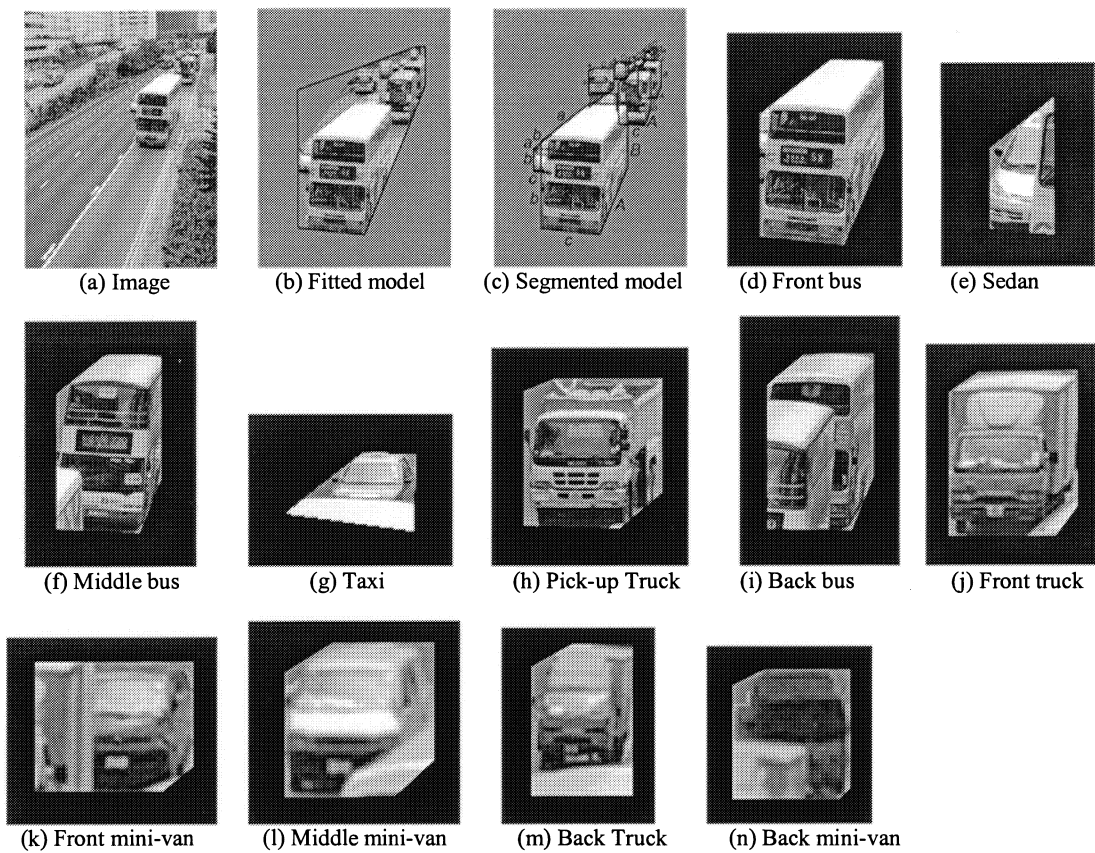 (a) Image
(b) Fitted model
(c) Segmented model
(d) Front bus
(e) Sedan
(f) Middle bus
(g) Taxi
(h) Pick-up Truck
(i) Back bus
(j) Front truck
(k) Front mini-van
(l) Middle mini-van
(m) Back Truck
(n) Back mini-van